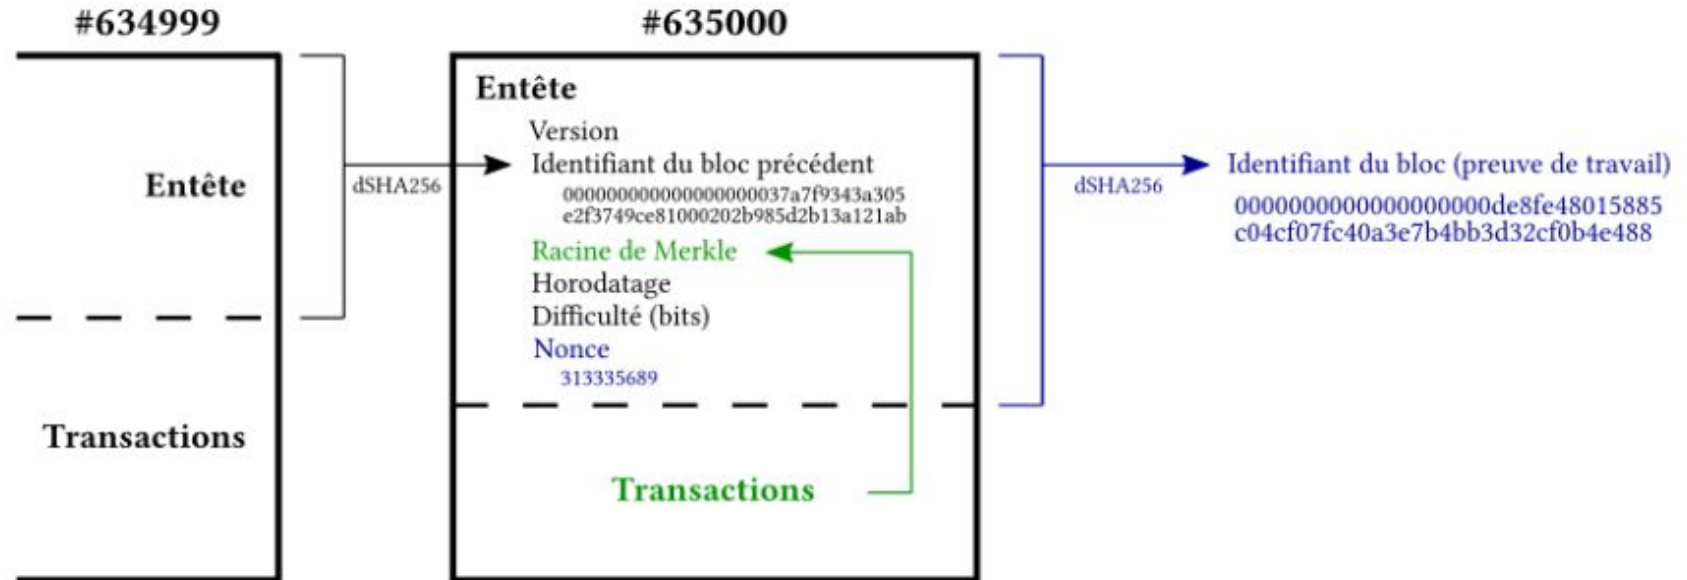 #634999
Entête
Transactions
dSHA256
#635000
Entête
Version
Identifiant du bloc précédent
0000000000000000000037a7f9343a305
e2f3749ce81000202b985d2b13a121ab
Racine de Merkle
Horodatage
Difficulté (bits)
Nonce
313335689
Transactions
dSHA256
Identifiant du bloc (preuve de travail)
0000000000000000000de8fe48015885
c04cf07fc40a3e7b4bb3d32cf0b4e488